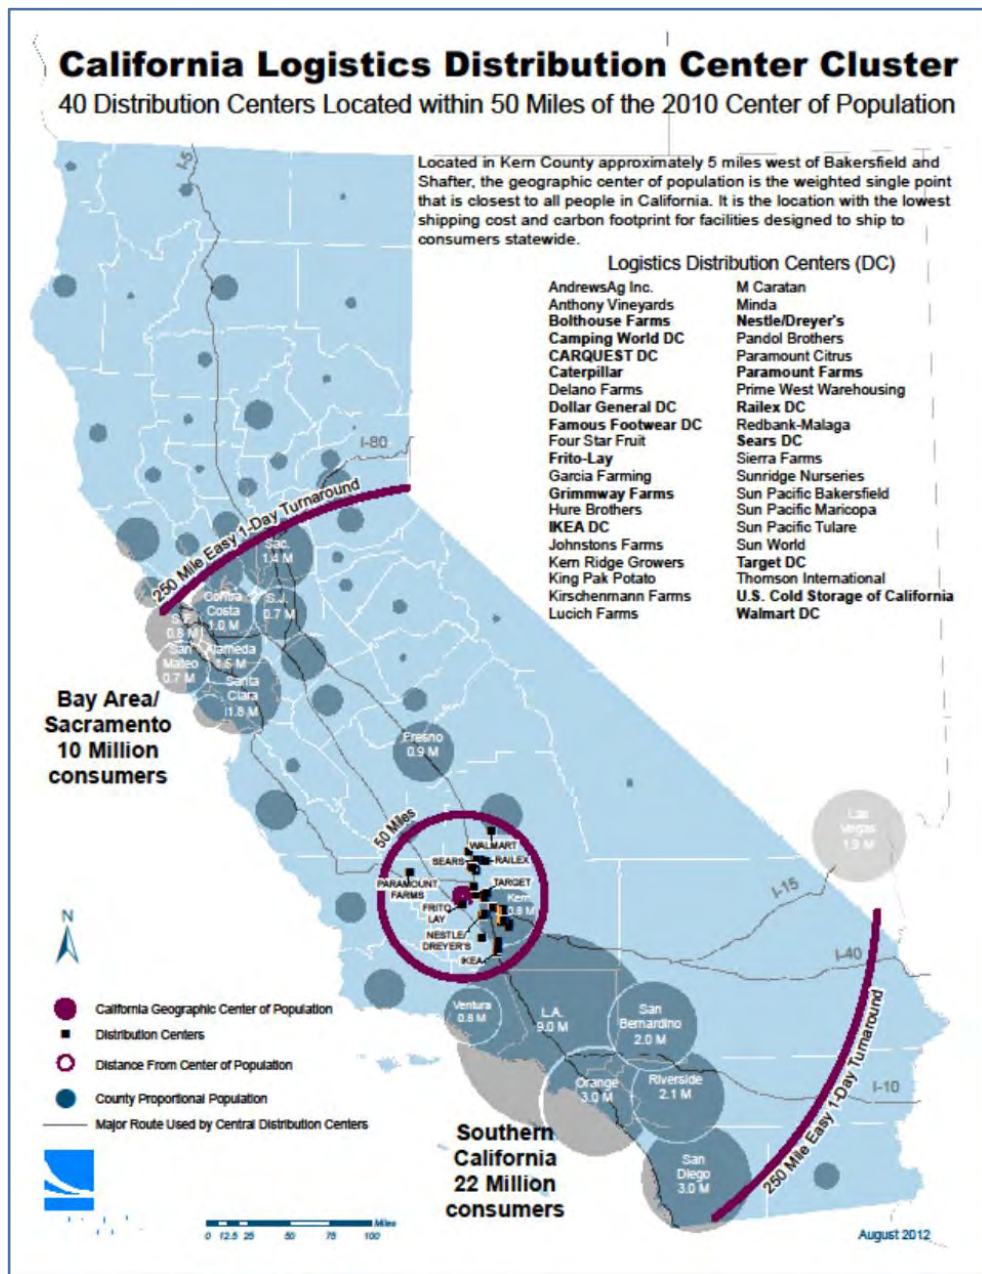 California Logistics Distribution Center Cluster
40 Distribution Centers Located within 50 Miles of the 2010 Center of Population
Located in Kern County approximately 5 miles west of Bakersfield and
Shafter, the geographic center of population is the weighted single point
that is closest to all people in California. It is the location with the lowest
shipping cost and carbon footprint for facilities designed to ship to
consumers statewide.
Logistics Distribution Centers (DC)
AndrewsAg Inc.
Anthony Vineyards
Bolthouse Farms
Camping World DC
CARQUEST DC
Caterpillar
Delano Farms
Dollar General DC
Famous Footwear DC
Four Star Fruit
Frito-Lay
Garcia Farming
Grimmway Farms
Hure Brothers
IKEA DC
Johnstons Farms
Kern Ridge Growers
King Pak Potato
Kirschenmann Farms
Lucich Farms
M Caratan
Minda
Nestle/Dreyer's
Pandol Brothers
Paramount Citrus
Paramount Farms
Prime West Warehousing
Railex DC
Redbank-Malaga
Sears DC
Sierra Farms
Sunridge Nurseries
Sun Pacific Bakersfield
Sun Pacific Maricopa
Sun Pacific Tulare
Sun World
Target DC
Thomson International
U.S. Cold Storage of California
Walmart DC
I-5
I-80
250 Mile Easy 1-Day Turnaround
Sac.
1.4 M
Contra
Costa
1.0 M
S.J.
0.7 M
S.F.
0.8 M
Alameda
1.5 M
San
Mateo
0.7 M
Santa
Clara
1.8 M
Bay Area/
Sacramento
10 Million
consumers
Fresno
0.9 M
50 Miles
WALMART
SEARS
RAILEX
PARAMOUNT
FARMS
TARGET
FRITO
LAY
Kern
0.8 M
NESTLE/
DREYER'S
IKEA
Las
Vegas
1.9 M
I-15
I-40
I-10
250 Mile Easy 1-Day Turnaround
Ventura
0.8 M
L.A.
9.0 M
San
Bernardino
2.0 M
Orange
3.0 M
Riverside
2.1 M
San
Diego
3.0 M
Southern
California
22 Million
consumers
N
California Geographic Center of Population
Distribution Centers
Distance From Center of Population
County Proportional Population
Major Route Used by Central Distribution Centers
Miles
0 12.5 25 50 75 100
August 2012